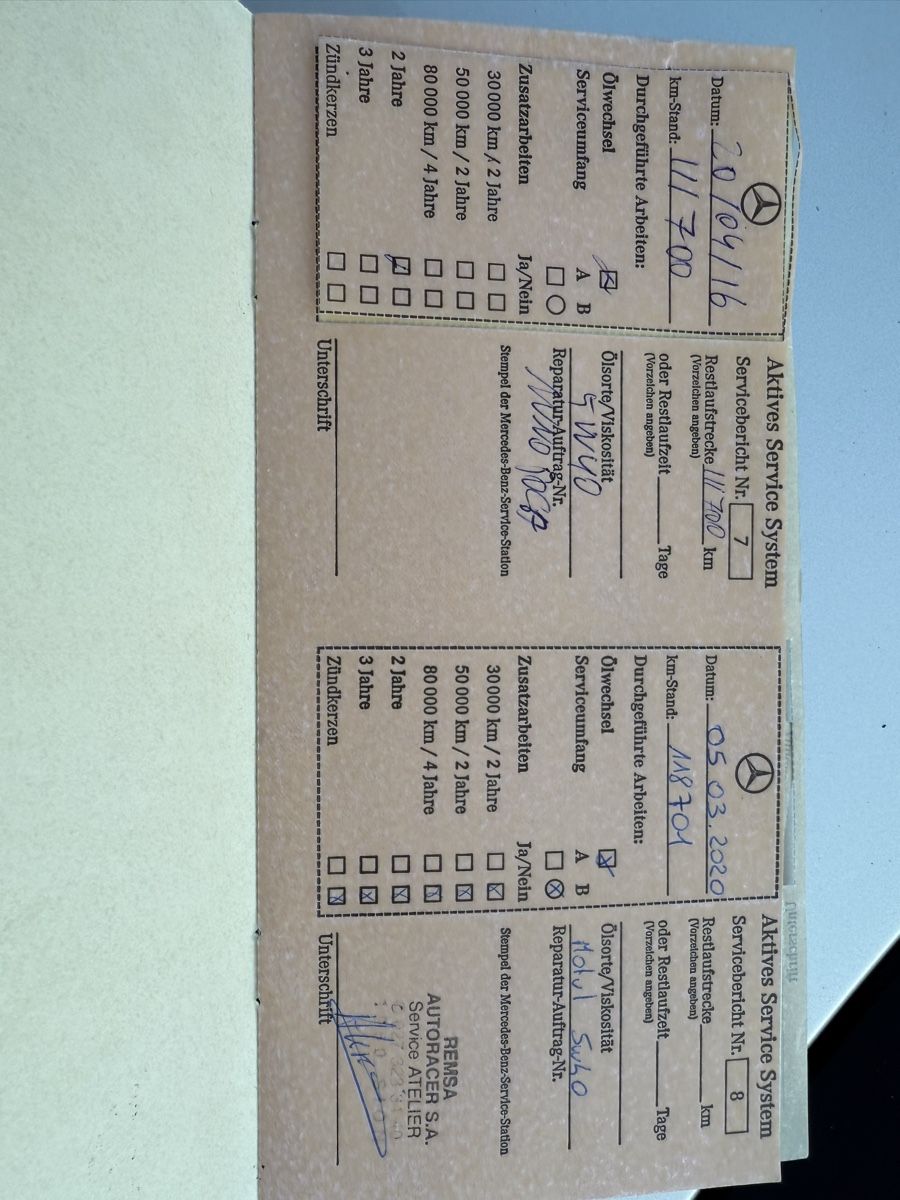 Datum: 20/04/16
km-Stand: 111 700
Durchgeführte Arbeiten:
Ölwechsel
Serviceumfang A B
Zusatzarbeiten Ja/Nein
30 000 km / 2 Jahre
50 000 km / 2 Jahre
80 000 km / 4 Jahre
2 Jahre
3 Jahre
Zündkerzen
Aktives Service System
Servicebericht Nr. 7
Restlaufstrecke 111 700 km
(Vorzeichen angeben)
oder Restlaufzeit Tage
(Vorzeichen angeben)
Ölsorte/Viskosität
5W40
Reparatur-Auftrag-Nr.
Stempel der Mercedes-Benz-Service-Station
Unterschrift
Datum: 05 03.2020
km-Stand: 118701
Durchgeführte Arbeiten:
Ölwechsel
Serviceumfang A B
Zusatzarbeiten Ja/Nein
30 000 km / 2 Jahre
50 000 km / 2 Jahre
80 000 km / 4 Jahre
2 Jahre
3 Jahre
Zündkerzen
Aktives Service System
Servicebericht Nr. 8
Restlaufstrecke km
(Vorzeichen angeben)
oder Restlaufzeit Tage
(Vorzeichen angeben)
Ölsorte/Viskosität
Motul 5w40
Reparatur-Auftrag-Nr.
Stempel der Mercedes-Benz-Service-Station
REMSA
AUTORACER S.A.
Service ATELIER
Unterschrift